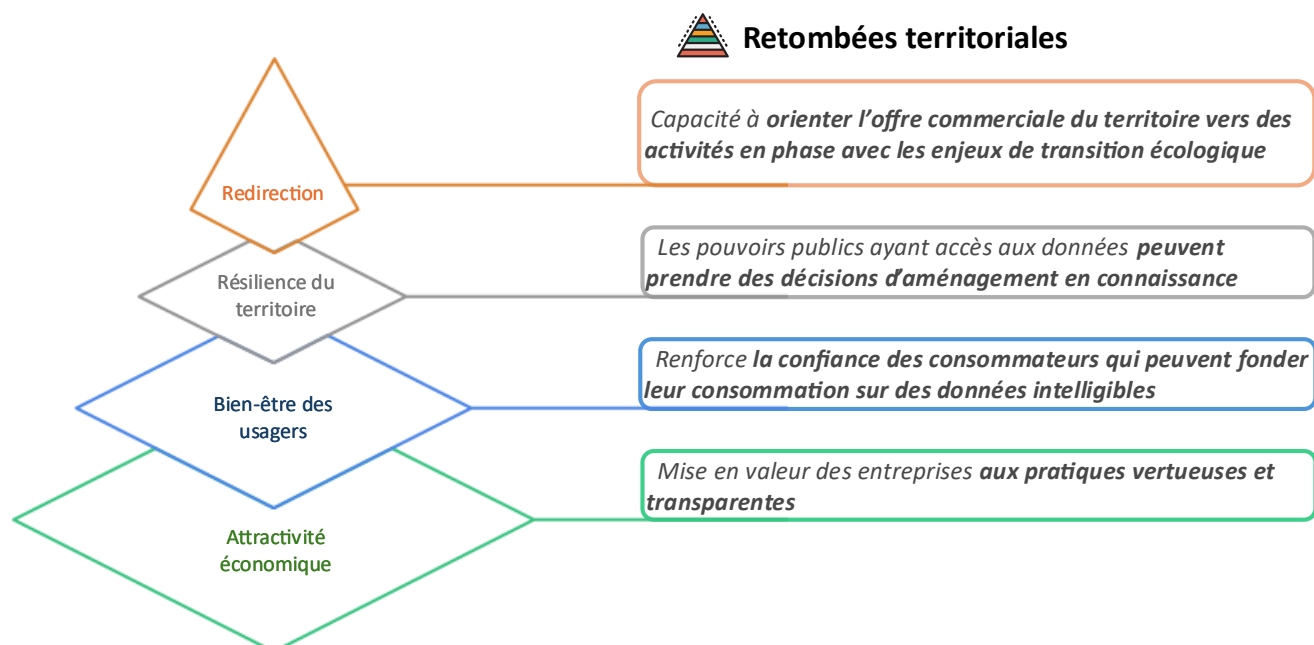 Retombées territoriales
Capacité à orienter l’offre commerciale du territoire vers des
activités en phase avec les enjeux de transition écologique
Redirection
Les pouvoirs publics ayant accès aux données peuvent
prendre des décisions d’aménagement en connaissance
Résilience du
territoire
Renforce la confiance des consommateurs qui peuvent fonder
leur consommation sur des données intelligibles
Bien-être des
usagers
Mise en valeur des entreprises aux pratiques vertueuses et
transparentes
Attractivité
économique